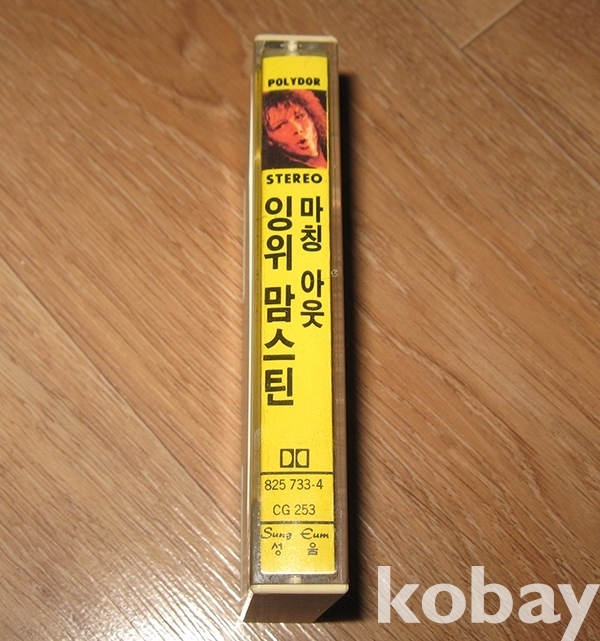 POLYDOR
STEREO
마칭 아웃
잉위 맘스틴
825 733-4
CG 253
Sung Eum
성 음
kobay